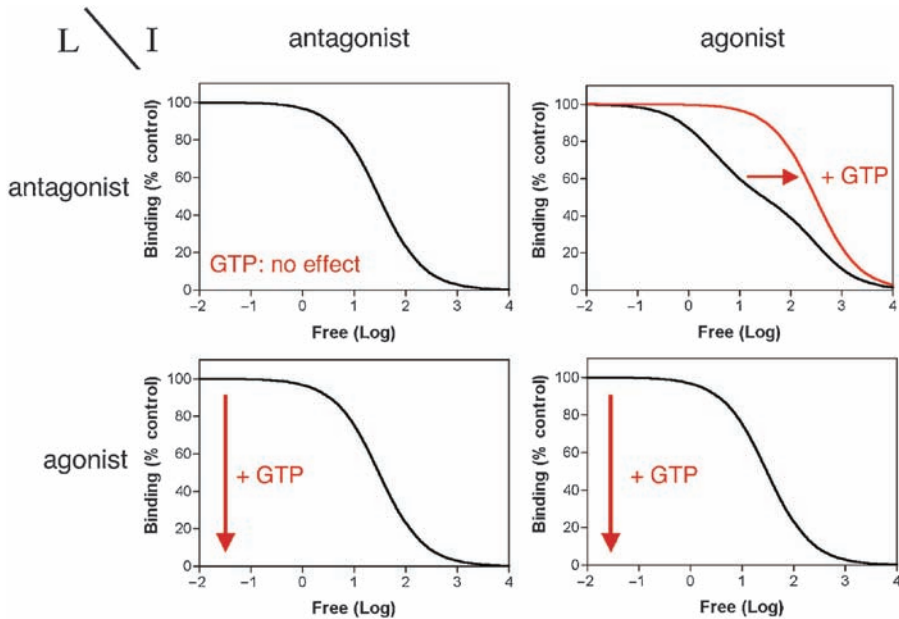 L I
antagonist
agonist
antagonist
Binding (% control)
100
80
60
40
20
0
GTP: no effect
−2 −1 0 1 2 3 4
Free (Log)
Binding (% control)
100
80
60
40
20
0
+ GTP
−2 −1 0 1 2 3 4
Free (Log)
agonist
Binding (% control)
100
80
60
40
20
0
+ GTP
−2 −1 0 1 2 3 4
Free (Log)
Binding (% control)
100
80
60
40
20
0
+ GTP
−2 −1 0 1 2 3 4
Free (Log)